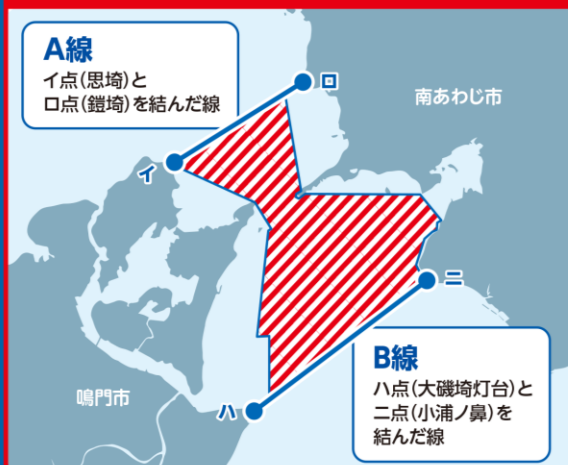 A線
イ点(思埼)と
ロ点(鎧埼)を結んだ線
ロ
南あわじ市
イ
ニ
B線
ハ点(大磯埼灯台)と
ニ点(小浦ノ鼻)を
結んだ線
鳴門市
ハ